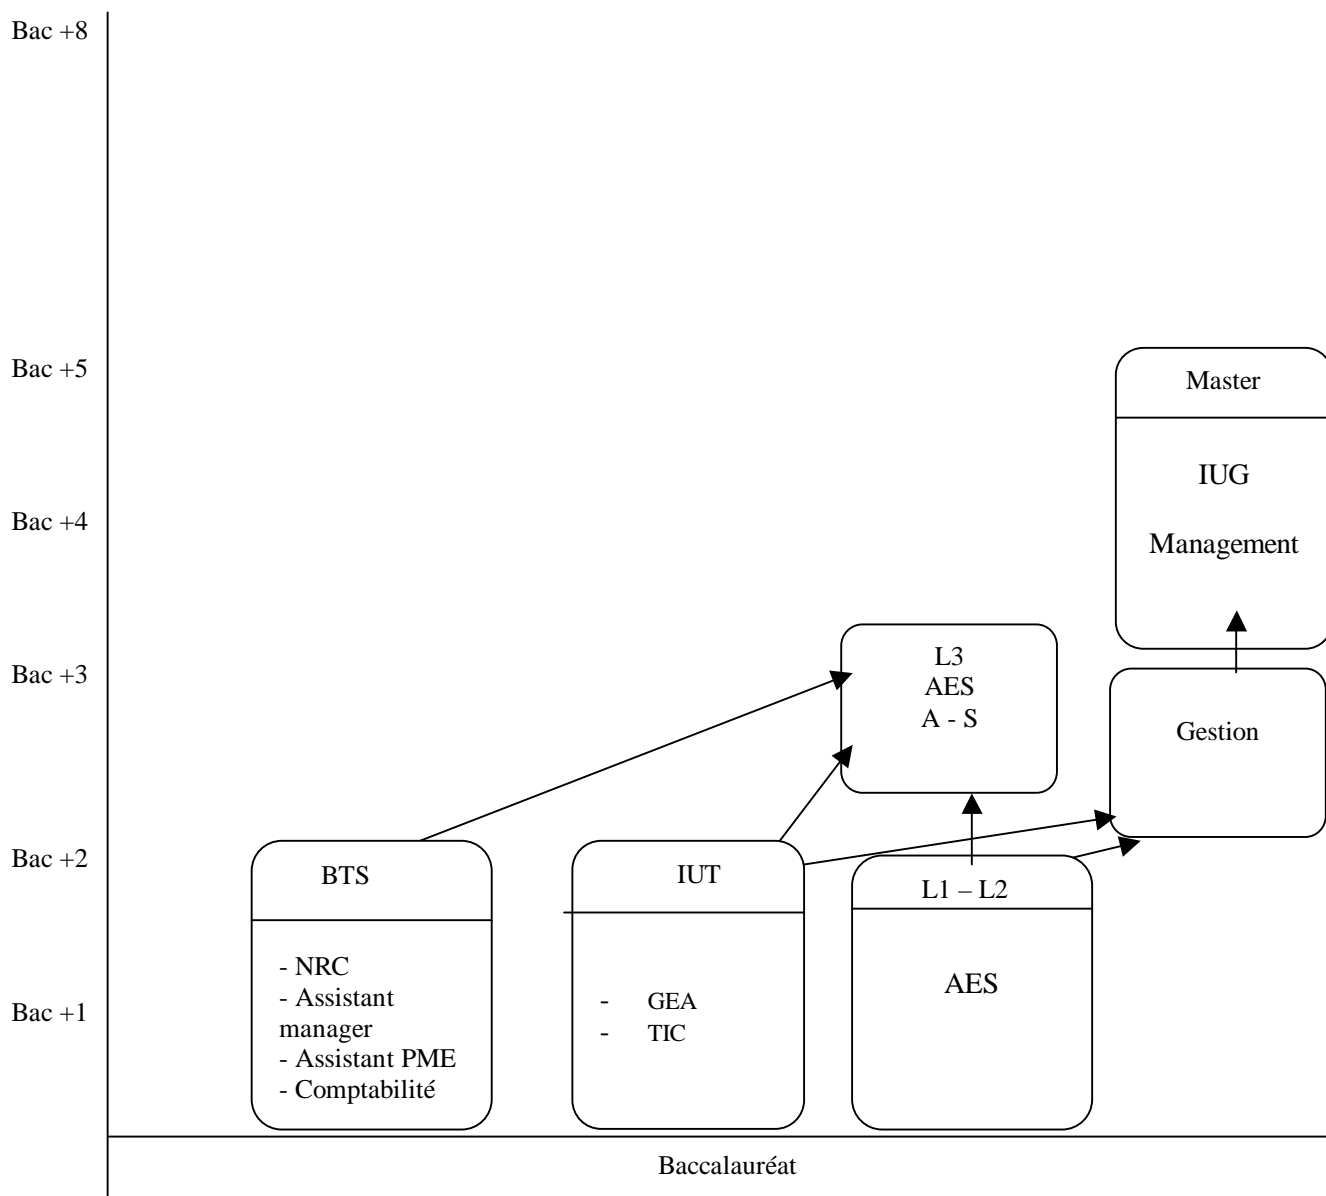 Bac +8
Bac +5
Master
IUG
Bac +4
Management
L3
Bac +3
AES
A - S
Gestion
Bac +2
BTS
IUT
L1 – L2
- NRC
- Assistant
manager
- Assistant PME
- Comptabilité
- GEA
- TIC
AES
Bac +1
Baccalauréat